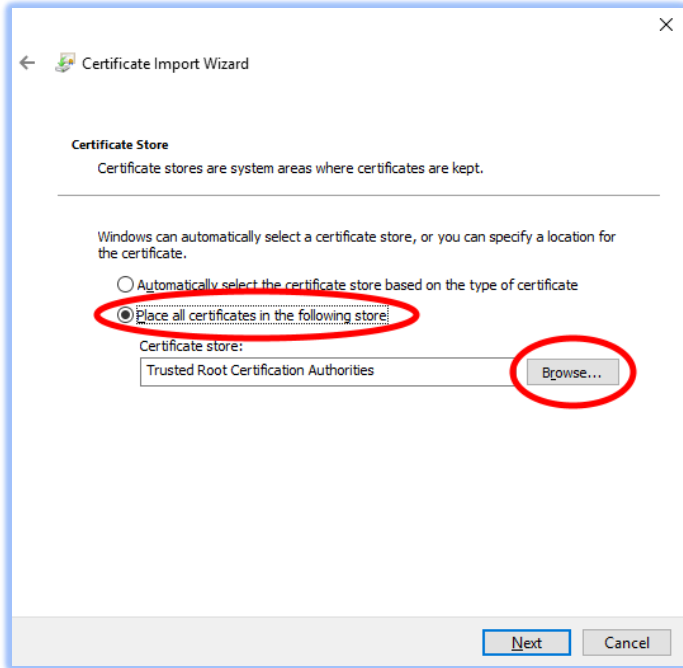 Certificate Import Wizard
Certificate Store
Certificate stores are system areas where certificates are kept.
Windows can automatically select a certificate store, or you can specify a location for
the certificate.
Automatically select the certificate store based on the type of certificate
Place all certificates in the following store
Certificate store:
Trusted Root Certification Authorities
Browse...
Next
Cancel